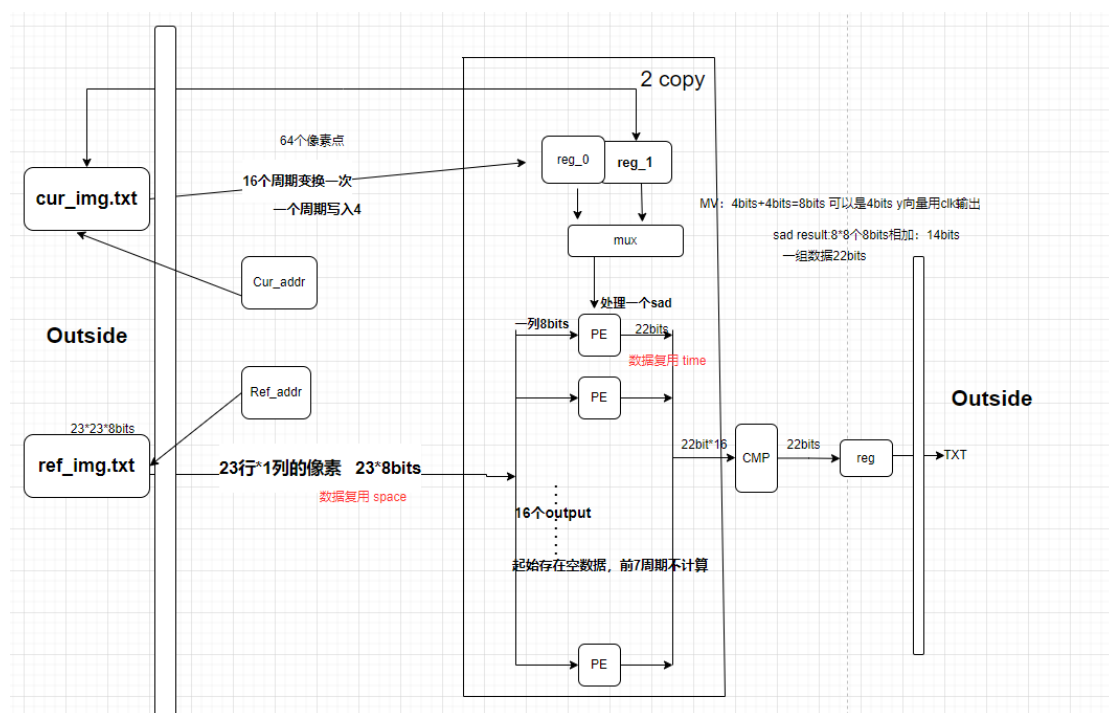 2 copy
64个像素点
reg_0
reg_1
cur_img.txt
16个周期变换一次
一个周期写入4
MV：4bits+4bits=8bits 可以是4bits y向量用clk输出
sad result:8*8个8bits相加：14bits
一组数据22bits
mux
Cur_addr
处理一个sad
一列8bits
PE
22bits
数据复用 time
Outside
Ref_addr
PE
Outside
23*23*8bits
ref_img.txt
23行*1列的像素 23*8bits
数据复用 space
22bit*16
CMP
22bits
reg
TXT
16个output
起始存在空数据，前7周期不计算
PE